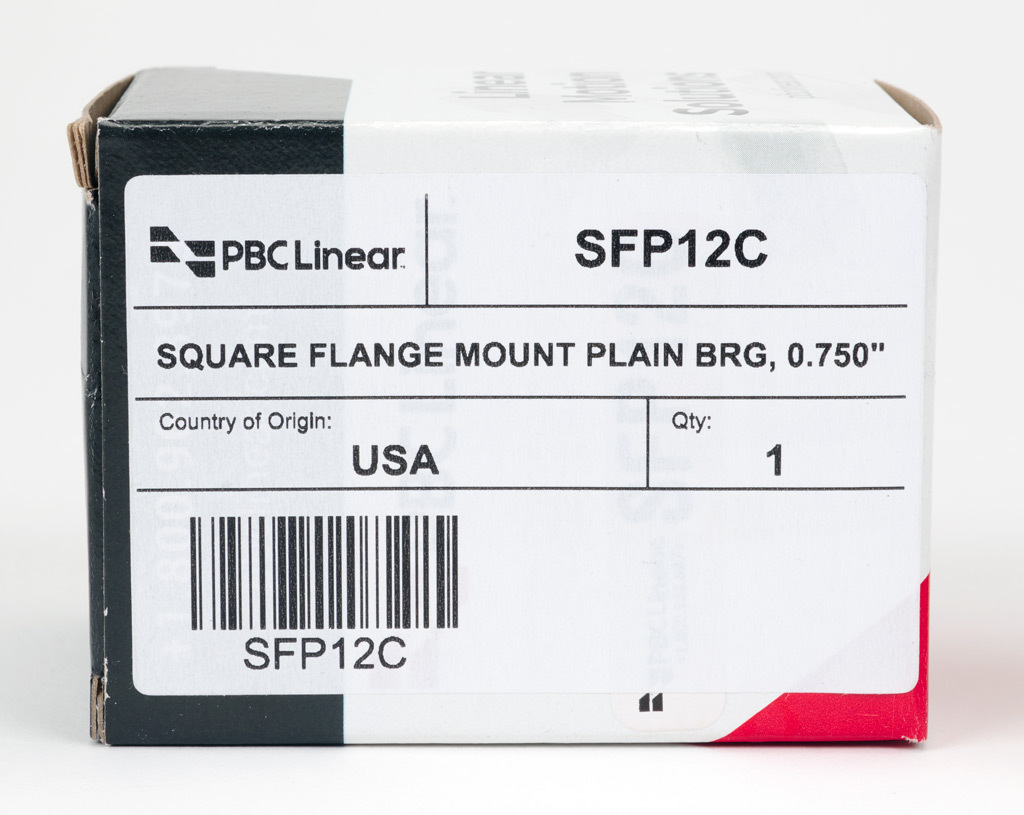 Linear
Motion
Solutions
PBC Linear
SFP12C
SQUARE FLANGE MOUNT PLAIN BRG, 0.750"
Country of Origin:
USA
Qty:
1
SFP12C